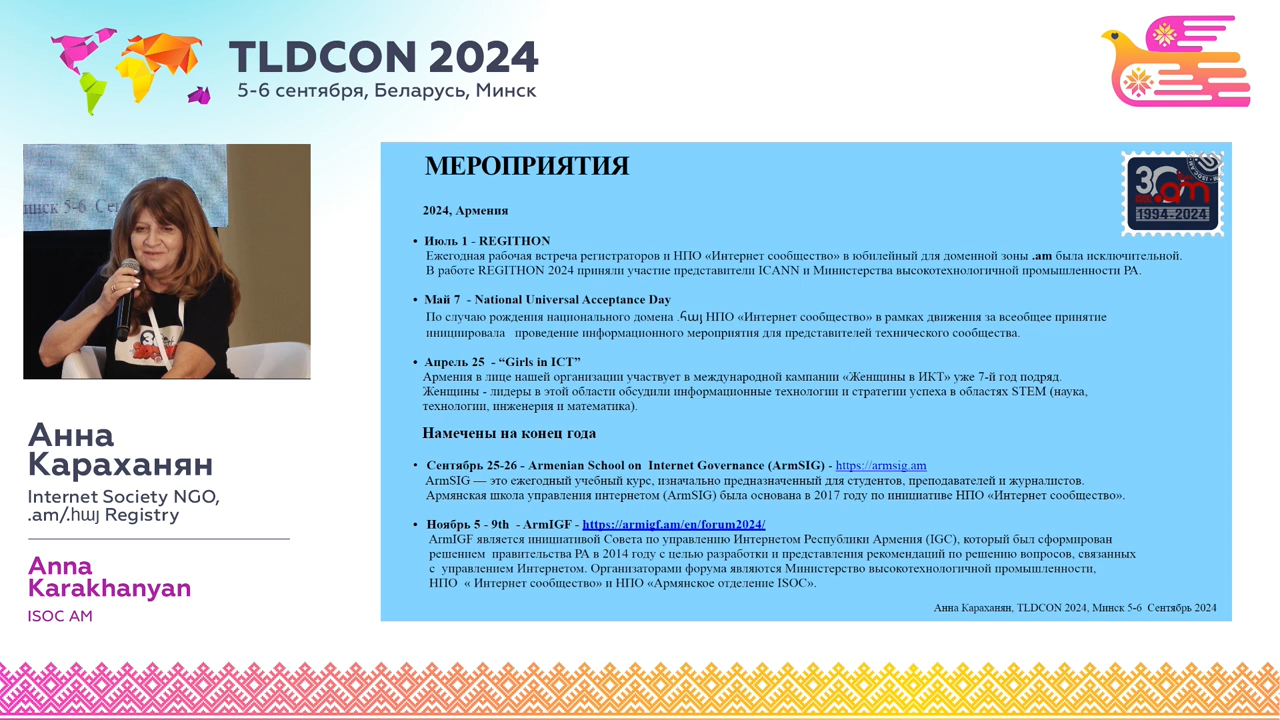 TLDCON 2024
5-6 сентября, Беларусь, Минск
инск 5-6 Се
Анна
Караханян
Internet Society NGO,
.am/.հայ Registry
Anna
Karakhanyan
ISOC AM
МЕРОПРИЯТИЯ
30
.am
1994-2024
2024, Армения
• Июль 1 - REGITHON
Ежегодная рабочая встреча регистраторов и НПО «Интернет сообщество» в юбилейный для доменной зоны .am была исключительной.
В работе REGITHON 2024 приняли участие представители ICANN и Министерства высокотехнологичной промышленности РА.
• Май 7 - National Universal Acceptance Day
По случаю рождения национального домена .հայ НПО «Интернет сообщество» в рамках движения за всеобщее принятие
инициировала проведение информационного мероприятия для представителей технического сообщества.
• Апрель 25 - “Girls in ICT”
Армения в лице нашей организации участвует в международной кампании «Женщины в ИКТ» уже 7-й год подряд.
Женщины - лидеры в этой области обсудили информационные технологии и стратегии успеха в областях STEM (наука,
технологии, инженерия и математика).
Намечены на конец года
• Сентябрь 25-26 - Armenian School on Internet Governance (ArmSIG) - https://armsig.am
ArmSIG — это ежегодный учебный курс, изначально предназначенный для студентов, преподавателей и журналистов.
Армянская школа управления интернетом (ArmSIG) была основана в 2017 году по инициативе НПО «Интернет сообщество».
• Ноябрь 5 - 9th - ArmIGF - https://armigf.am/en/forum2024/
ArmIGF является инициативой Совета по управлению Интернетом Республики Армения (IGC), который был сформирован
решением правительства РА в 2014 году с целью разработки и представления рекомендаций по решению вопросов, связанных
с управлением Интернетом. Организаторами форума являются Министерство высокотехнологичной промышленности,
НПО « Интернет сообщество» и НПО «Армянское отделение ISOC».
Анна Караханян, TLDCON 2024, Минск 5-6 Сентябрь 2024